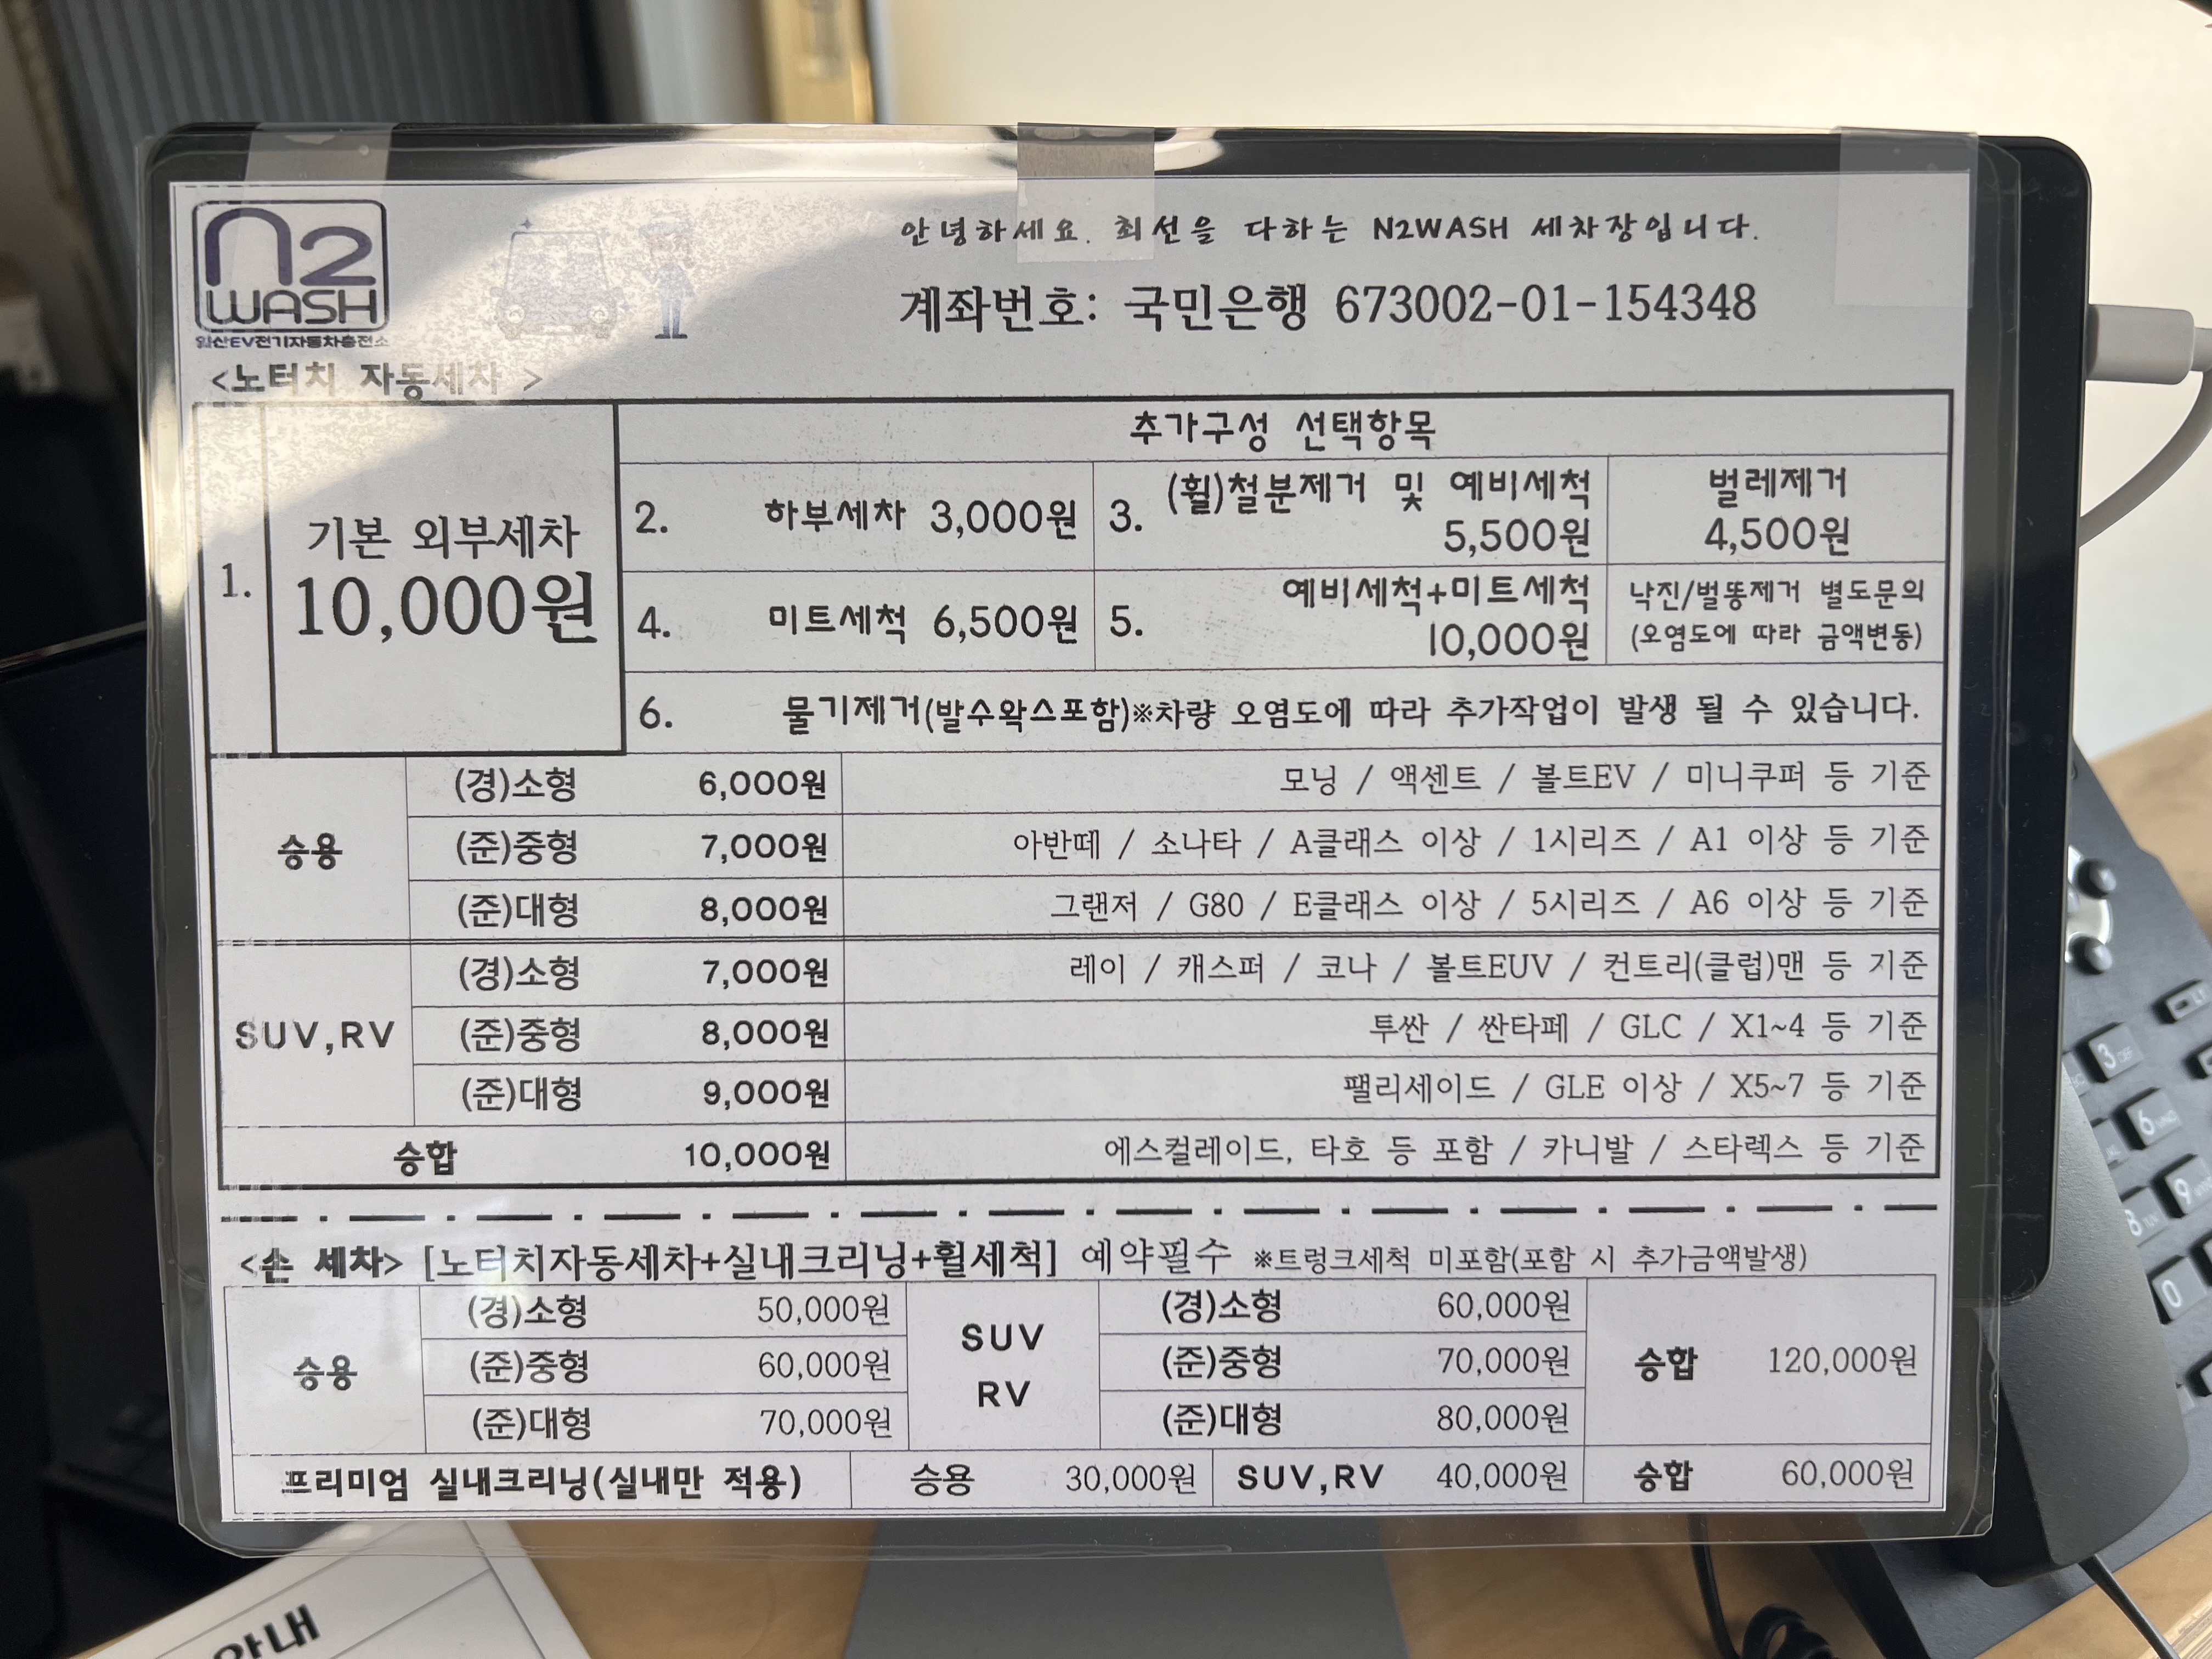 n2
WASH
일산EV전기자동차충전소
안녕하세요. 최선을 다하는 N2WASH 세차장입니다.
계좌번호: 국민은행 673002-01-154348
<노터치 자동세차 >
1. 기본 외부세차
10,000원
추가구성 선택항목
2. 하부세차 3,000원
3. (휠)철분제거 및 예비세척
5,500원
벌레제거
4,500원
4. 미트세척 6,500원
5. 예비세척+미트세척
10,000원
낙진/벌똥제거 별도문의
(오염도에 따라 금액변동)
6. 물기제거(발수왁스포함)※차량 오염도에 따라 추가작업이 발생 될 수 있습니다.
승용
(경)소형 6,000원 모닝 / 액센트 / 볼트EV / 미니쿠퍼 등 기준
(준)중형 7,000원 아반떼 / 소나타 / A클래스 이상 / 1시리즈 / A1 이상 등 기준
(준)대형 8,000원 그랜저 / G80 / E클래스 이상 / 5시리즈 / A6 이상 등 기준
SUV,RV
(경)소형 7,000원 레이 / 캐스퍼 / 코나 / 볼트EUV / 컨트리(클럽)맨 등 기준
(준)중형 8,000원 투싼 / 싼타페 / GLC / X1~4 등 기준
(준)대형 9,000원 팰리세이드 / GLE 이상 / X5~7 등 기준
승합 10,000원 에스컬레이드, 타호 등 포함 / 카니발 / 스타렉스 등 기준
<손 세차> [노터치자동세차+실내크리닝+휠세척] 예약필수 ※트렁크세척 미포함(포함 시 추가금액발생)
승용
(경)소형 50,000원
(준)중형 60,000원
(준)대형 70,000원
SUV
RV
(경)소형 60,000원
(준)중형 70,000원
(준)대형 80,000원
승합 120,000원
프리미엄 실내크리닝(실내만 적용) 승용 30,000원 SUV,RV 40,000원 승합 60,000원
안내
3
6
9
8
0